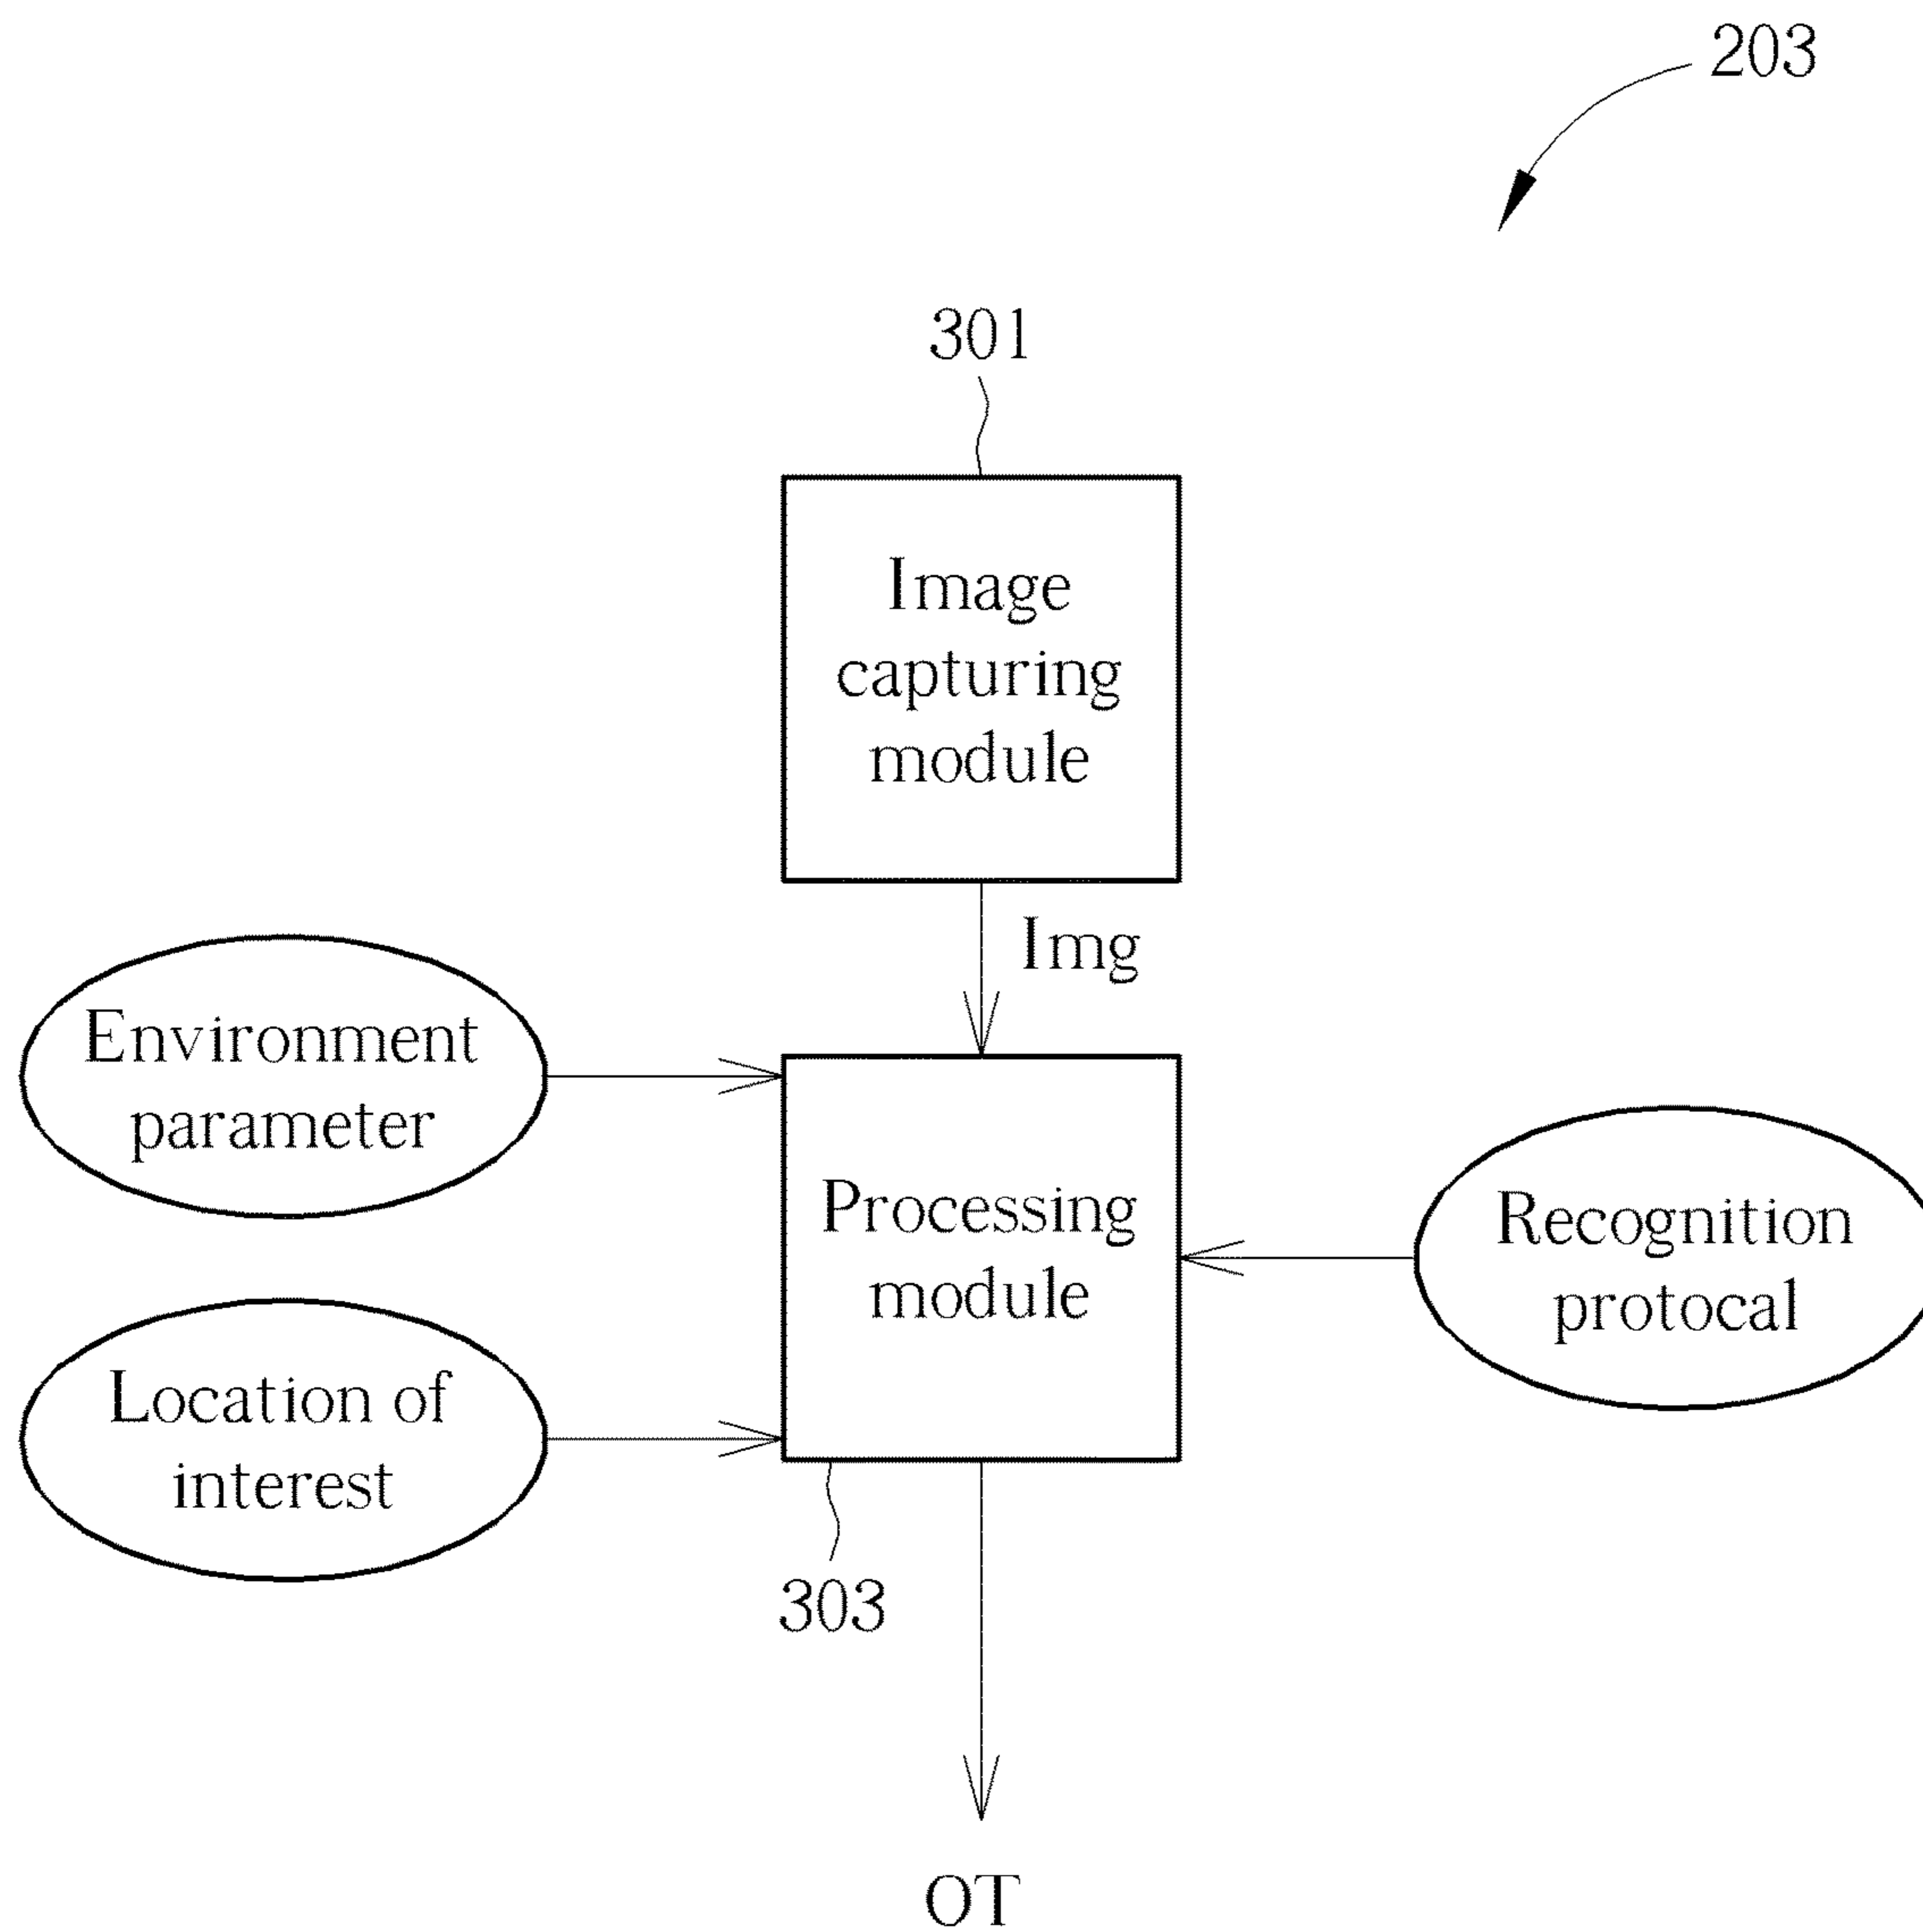 203
301
Image
capturing
module
Img
Environment
parameter
Processing
module
Recognition
protocal
Location of
interest
303
OT